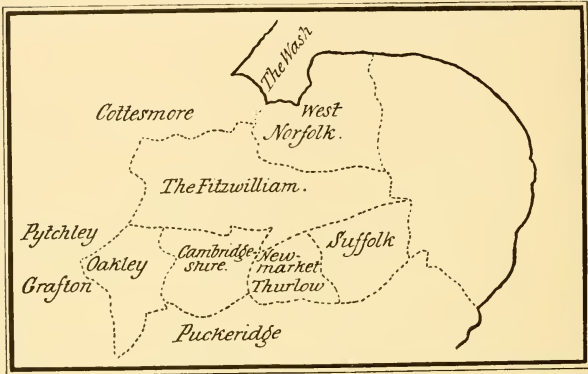 The Wash
Cottesmore
West
Norfolk.
The Fitzwilliam.
Pytchley
Oakley
Grafton
Cambridge-
shire.
New-
market
Thurlow
Suffolk
Puckeridge